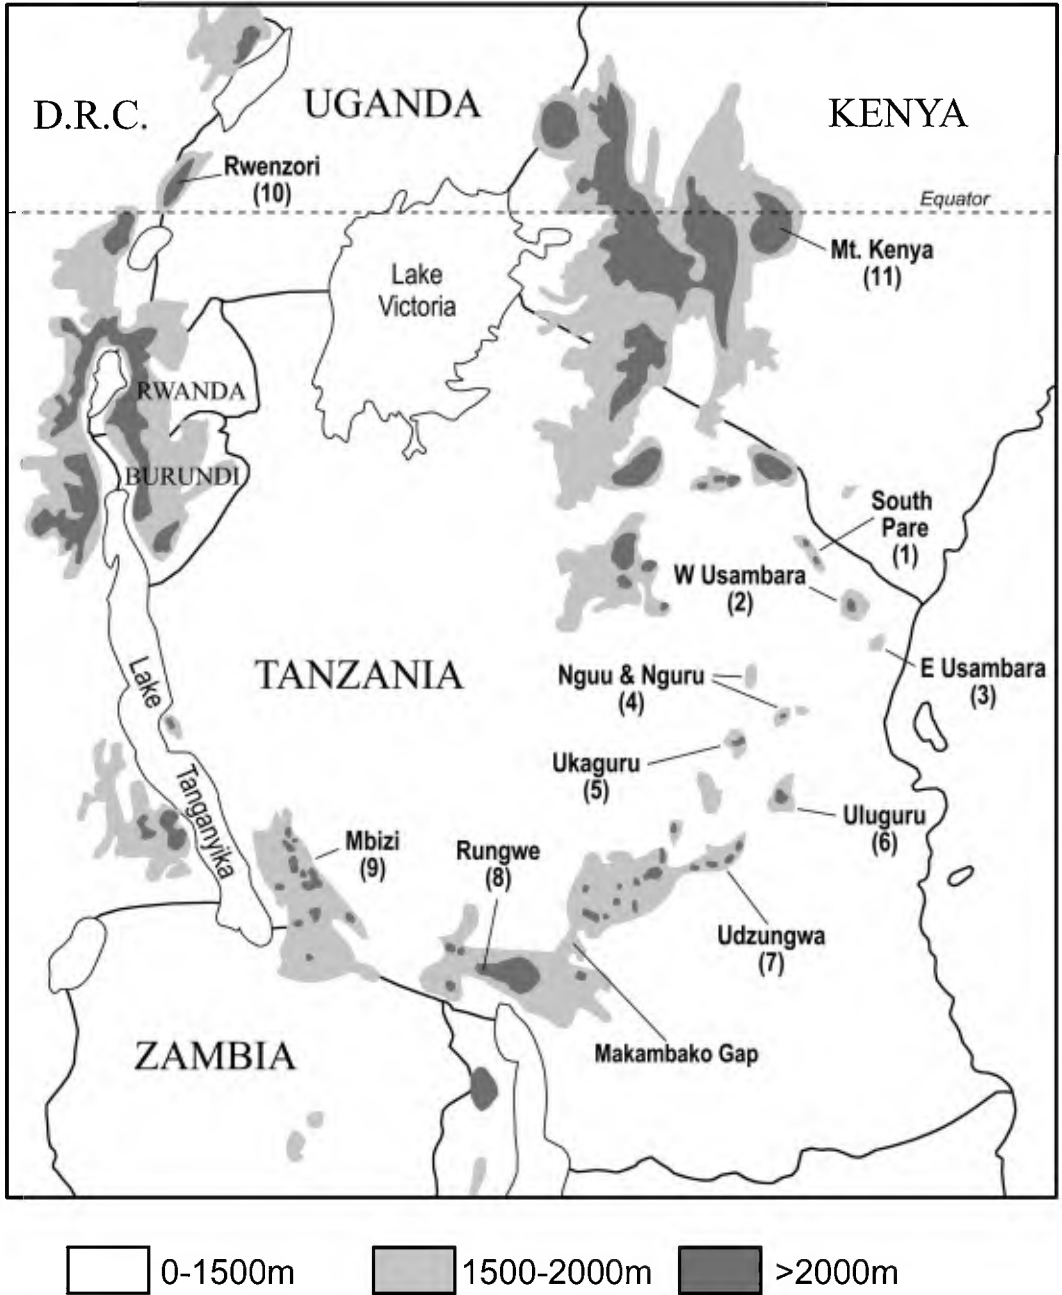 D.R.C.
UGANDA
KENYA
Rwenzori
(10)
Equator
Mt. Kenya
(11)
Lake
Victoria
RWANDA
BURUNDI
South
Pare
(1)
W Usambara
(2)
TANZANIA
Nguu & Nguru
(4)
E Usambara
(3)
Lake
Tanganyika
Ukaguru
(5)
Uluguru
(6)
Mbizi
(9)
Rungwe
(8)
Udzungwa
(7)
Makambako Gap
ZAMBIA
0-1500m
1500-2000m
>2000m